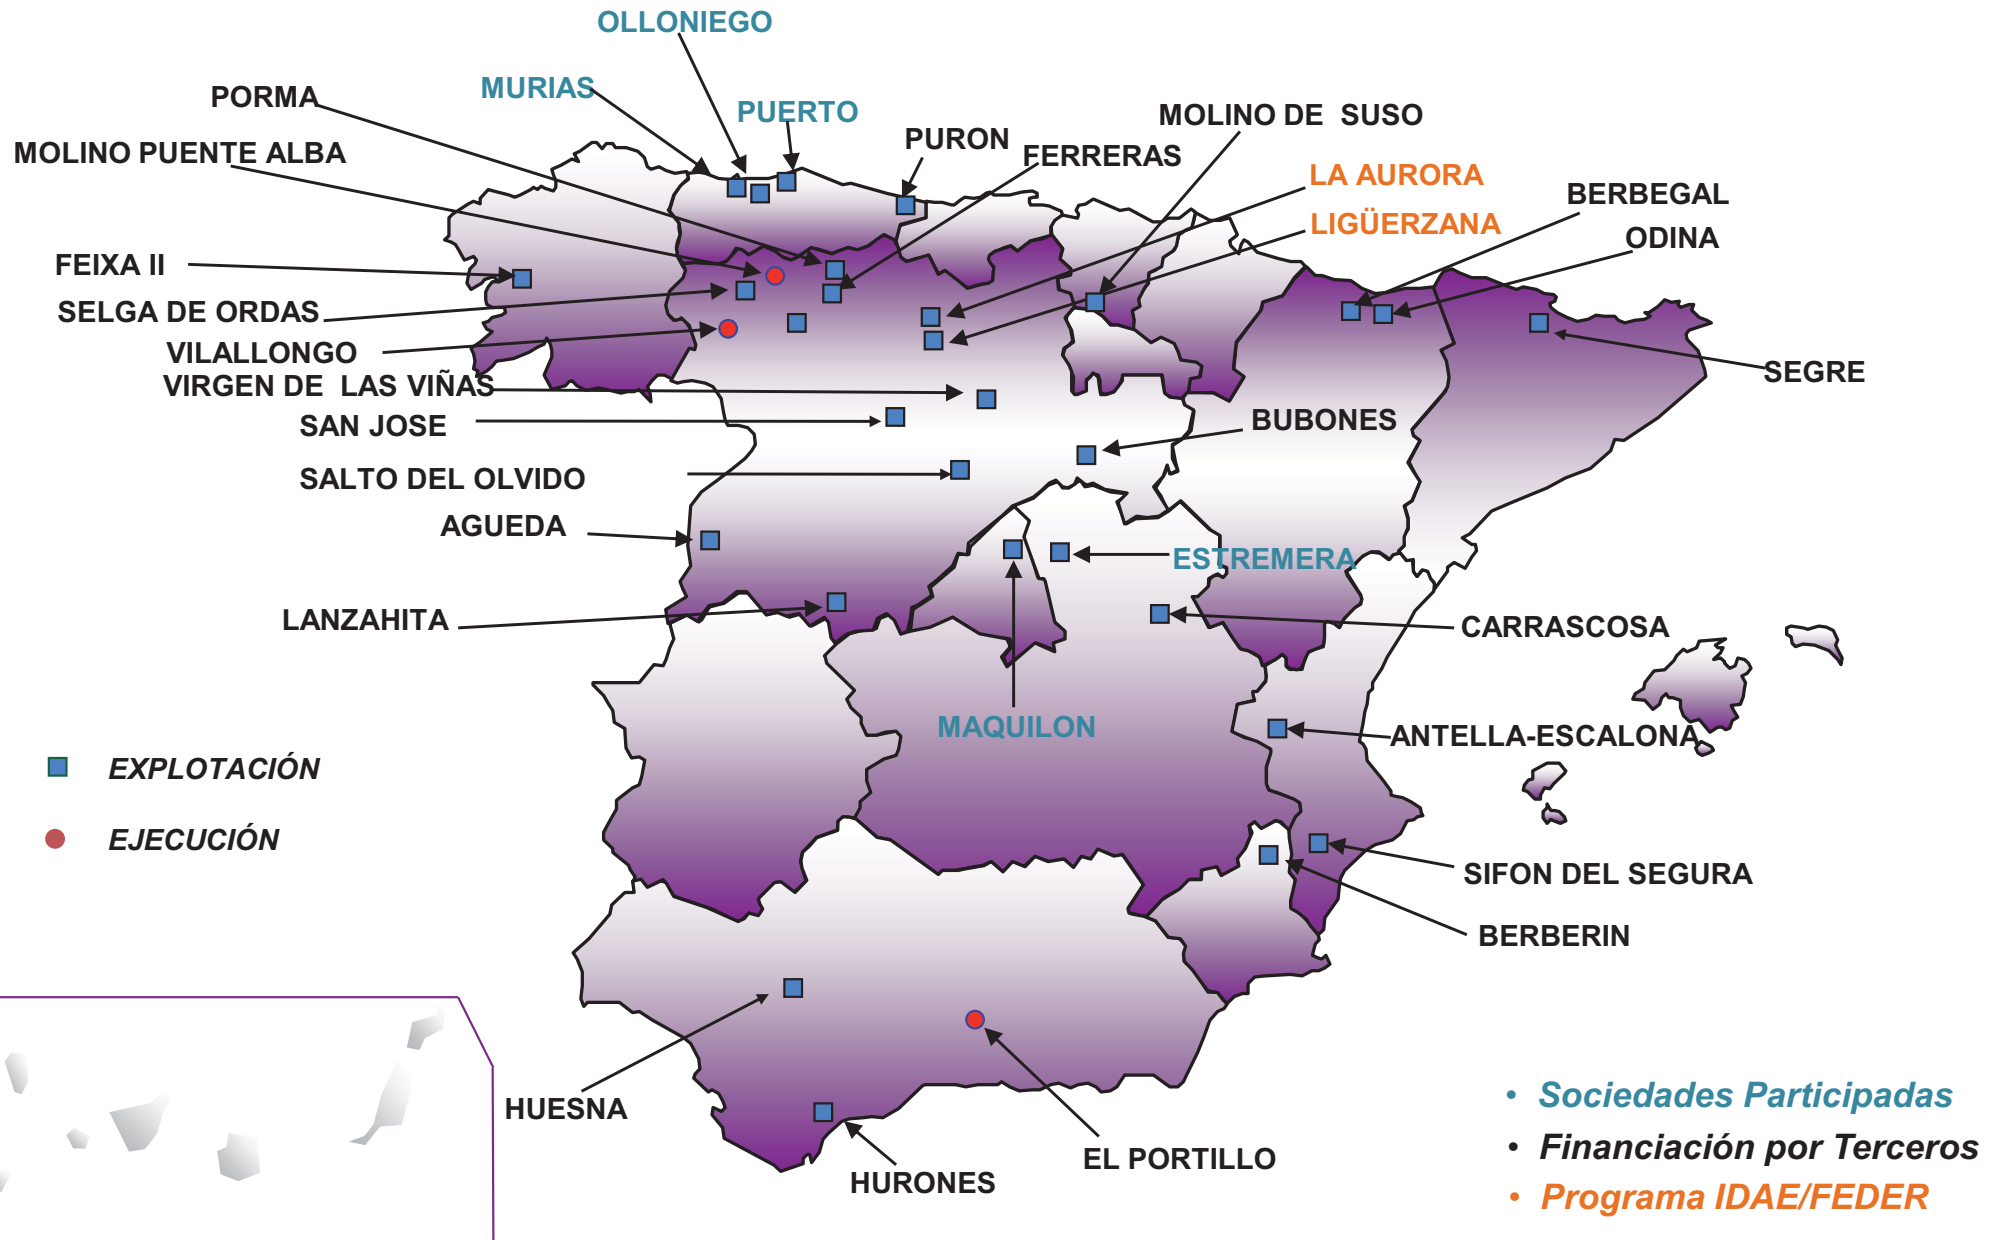 OLLONIEGO
MURIAS
PORMA
PUERTO
MOLINO DE SUSO
PURON
MOLINO PUENTE ALBA
FERRERAS
LA AURORA
BERBEGAL
LIGÜERZANA
ODINA
FEIXA II
SELGA DE ORDAS
VILALLONGO
SEGRE
VIRGEN DE LAS VIÑAS
BUBONES
SAN JOSE
SALTO DEL OLVIDO
AGUEDA
ESTREMERA
LANZAHITA
CARRASCOSA
MAQUILON
ANTELLA-ESCALONA
EXPLOTACIÓN
EJECUCIÓN
SIFON DEL SEGURA
BERBERIN
HUESNA
EL PORTILLO
HURONES
• Sociedades Participadas
• Financiación por Terceros
• Programa IDAE/FEDER